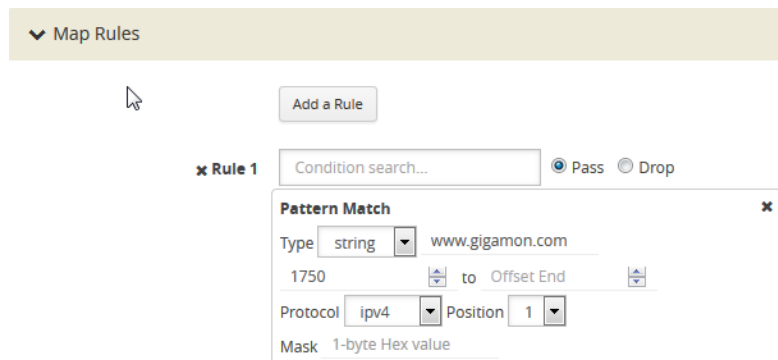 Map Rules
Add a Rule
Rule 1 Condition search... Pass Drop
Pattern Match
Type string www.gigamon.com
1750 to Offset End
Protocol ipv4 Position 1
Mask 1-byte Hex value